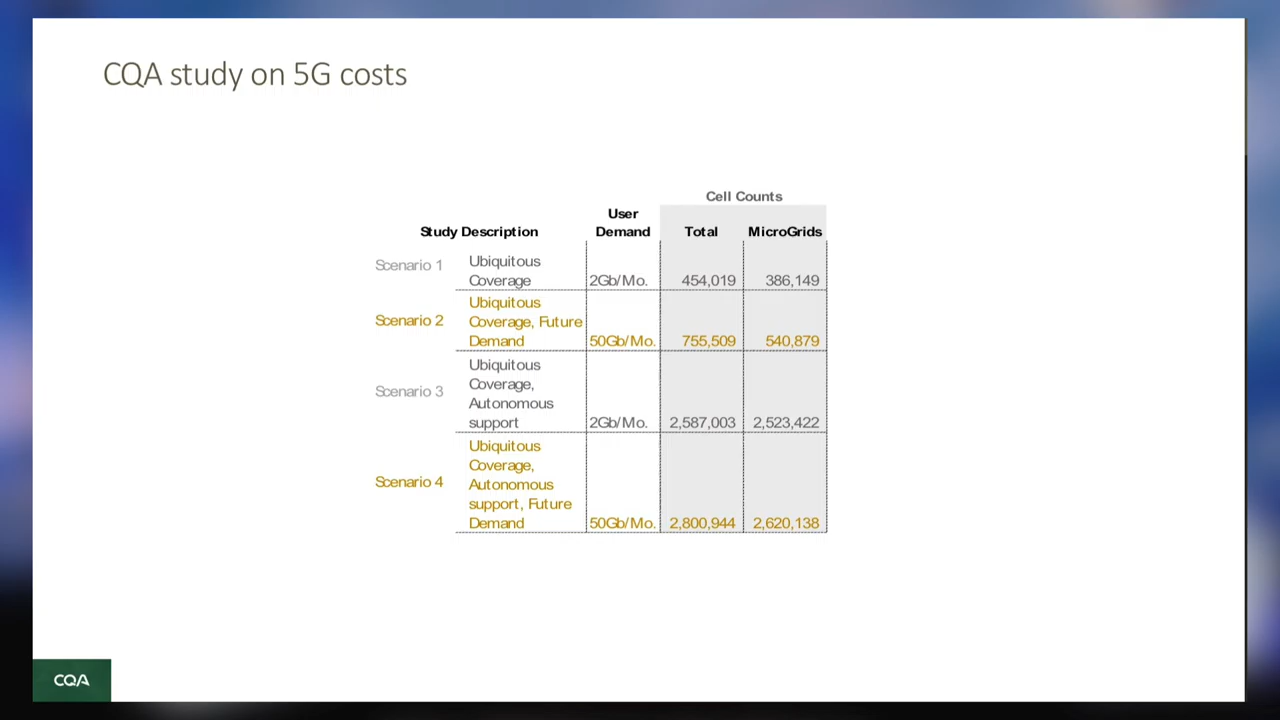 CQA study on 5G costs
Cell Counts
User
Study Description Demand Total MicroGrids
Scenario 1 Ubiquitous
Coverage 2Gb/Mo. 454,019 386,149
Ubiquitous
Scenario 2 Coverage, Future
Demand 50Gb/Mo. 755,509 540,879
Ubiquitous
Coverage,
Scenario 3 Autonomous
support 2Gb/Mo. 2,587,003 2,523,422
Ubiquitous
Coverage,
Scenario 4 Autonomous
support, Future
Demand 50Gb/Mo. 2,800,944 2,620,138
CQA